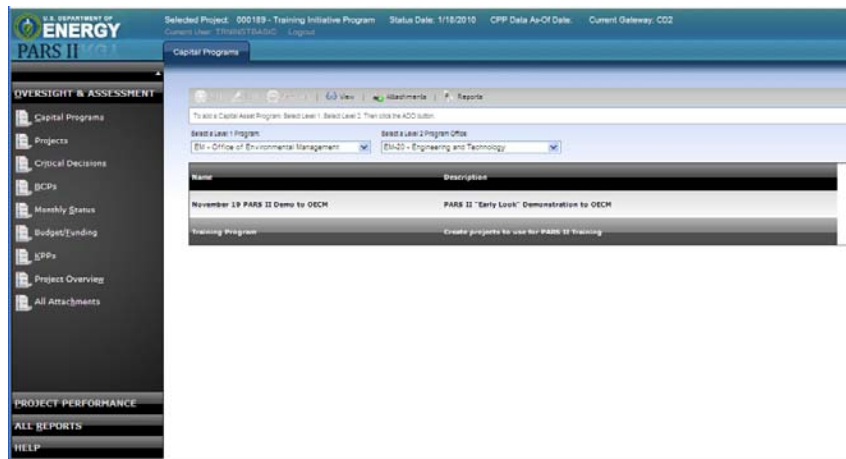 U.S. DEPARTMENT OF
ENERGY
PARS II
Selected Project: 000189 - Training Initiative Program Status Date: 1/18/2010 CPP Data As-Of Date: Current Gateway: CD2
Current User: TRNINGTBASIC Logout
Capital Programs
OVERSIGHT & ASSESSMENT
Capital Programs
Projects
Critical Decisions
BCPs
Monthly Status
Budget/Funding
KPPs
Project Overview
All Attachments
PROJECT PERFORMANCE
ALL REPORTS
HELP
View | Attachments | Reports
To add a Capital Asset Program: Select Level 1. Select Level 2. Then click the ADD button.
Select a Level 1 Program: Select a Level 2 Program Office:
EM - Office of Environmental Management EM-20 - Engineering and Technology
Name Description
November 19 PARS II Demo to OECM PARS II "Early Look" Demonstration to OECM
Training Program Create projects to use for PARS II Training